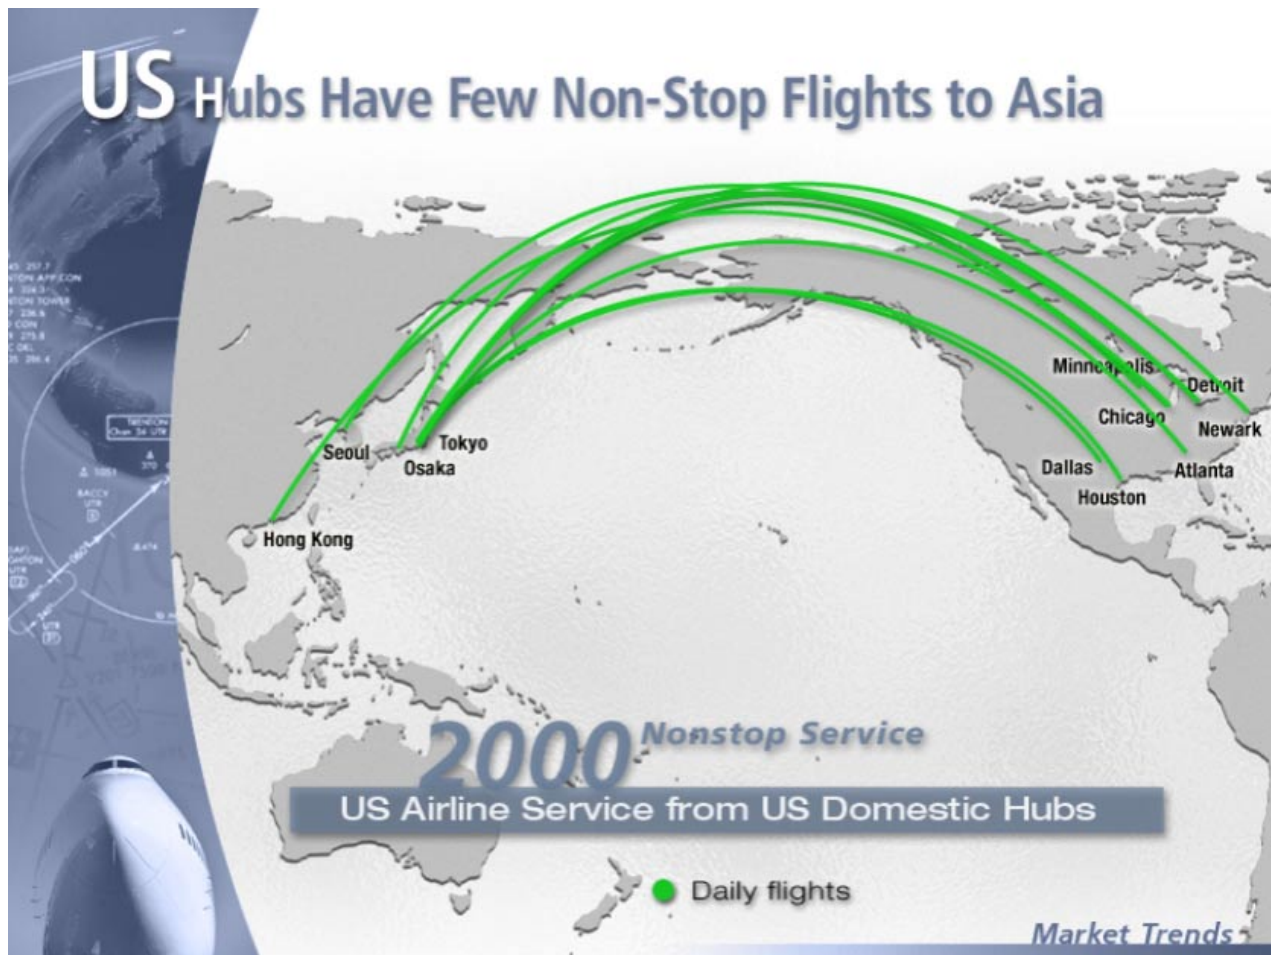 US Hubs Have Few Non-Stop Flights to Asia
Minneapolis
Detroit
Chicago
Newark
Seoul
Tokyo
Osaka
Dallas
Atlanta
Houston
Hong Kong
2000 Nonstop Service
US Airline Service from US Domestic Hubs
Daily flights
Market Trends